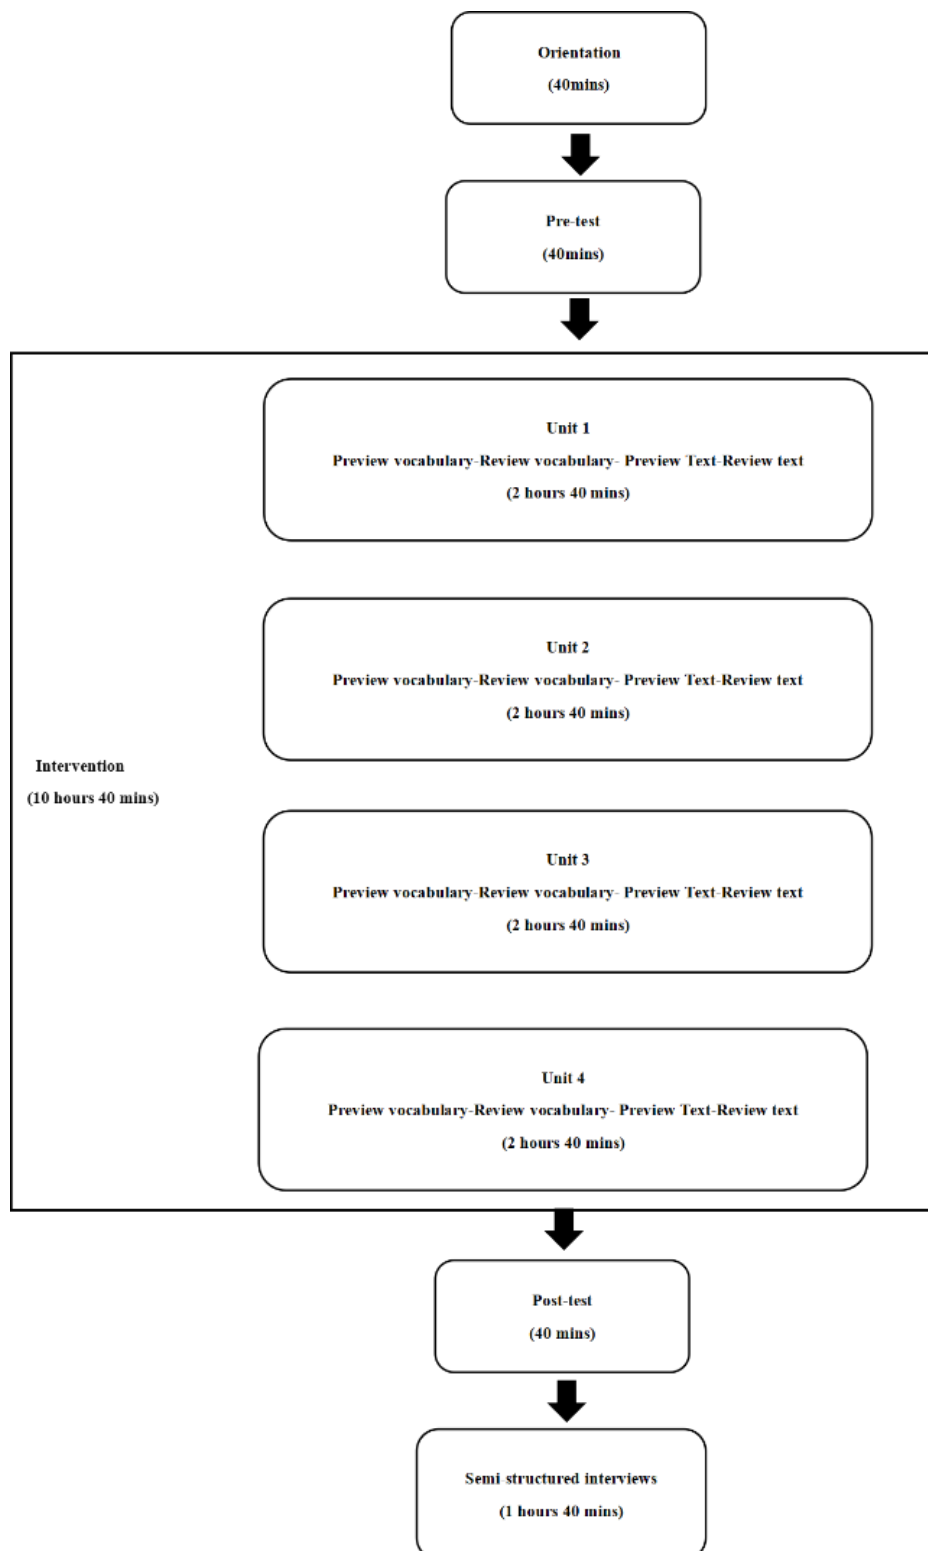 Orientation
(40mins)
Pre-test
(40mins)
Unit 1
Preview vocabulary-Review vocabulary- Preview Text-Review text
(2 hours 40 mins)
Unit 2
Preview vocabulary-Review vocabulary- Preview Text-Review text
(2 hours 40 mins)
Intervention
(10 hours 40 mins)
Unit 3
Preview vocabulary-Review vocabulary- Preview Text-Review text
(2 hours 40 mins)
Unit 4
Preview vocabulary-Review vocabulary- Preview Text-Review text
(2 hours 40 mins)
Post-test
(40 mins)
Semi-structured interviews
(1 hours 40 mins)